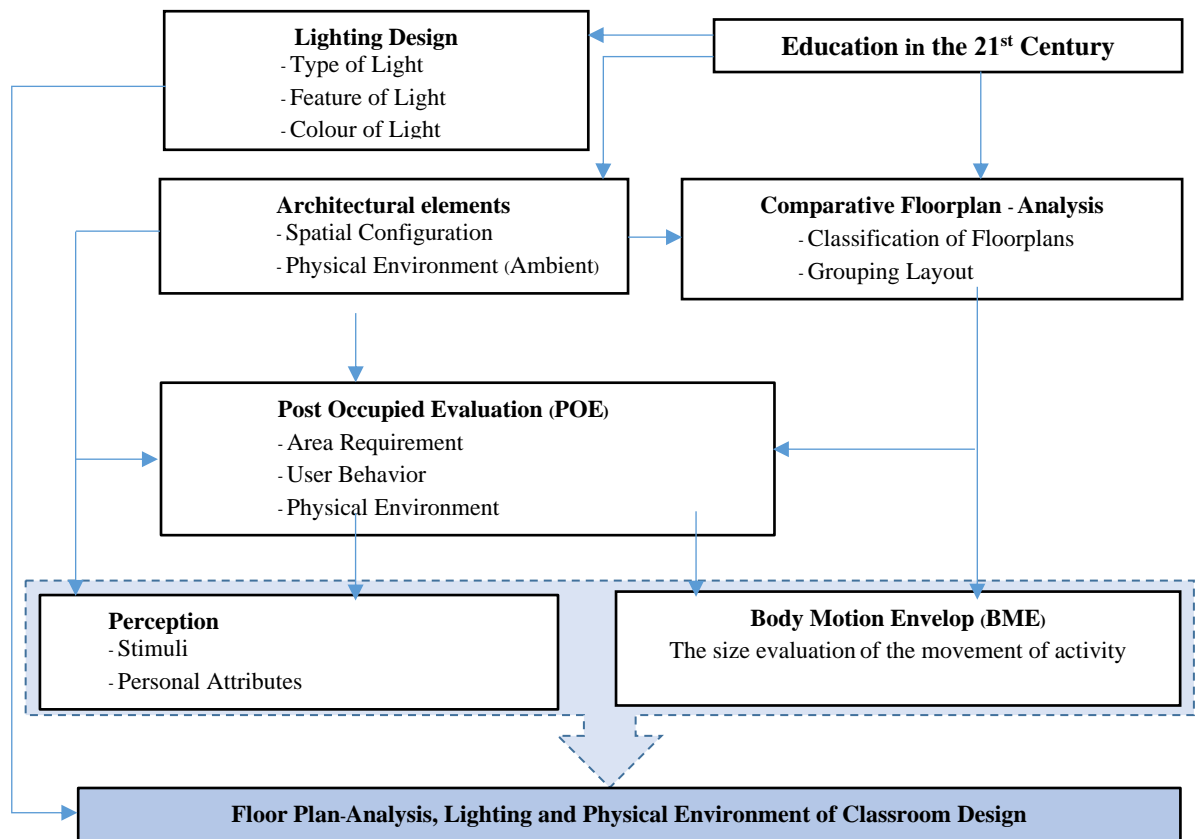 Lighting Design
- Type of Light
- Feature of Light
- Colour of Light
Education in the 21st Century
Architectural elements
- Spatial Configuration
- Physical Environment (Ambient)
Comparative Floorplan - Analysis
- Classification of Floorplans
- Grouping Layout
Post Occupied Evaluation (POE)
- Area Requirement
- User Behavior
- Physical Environment
Perception
- Stimuli
- Personal Attributes
Body Motion Envelop (BME)
The size evaluation of the movement of activity
Floor Plan-Analysis, Lighting and Physical Environment of Classroom Design